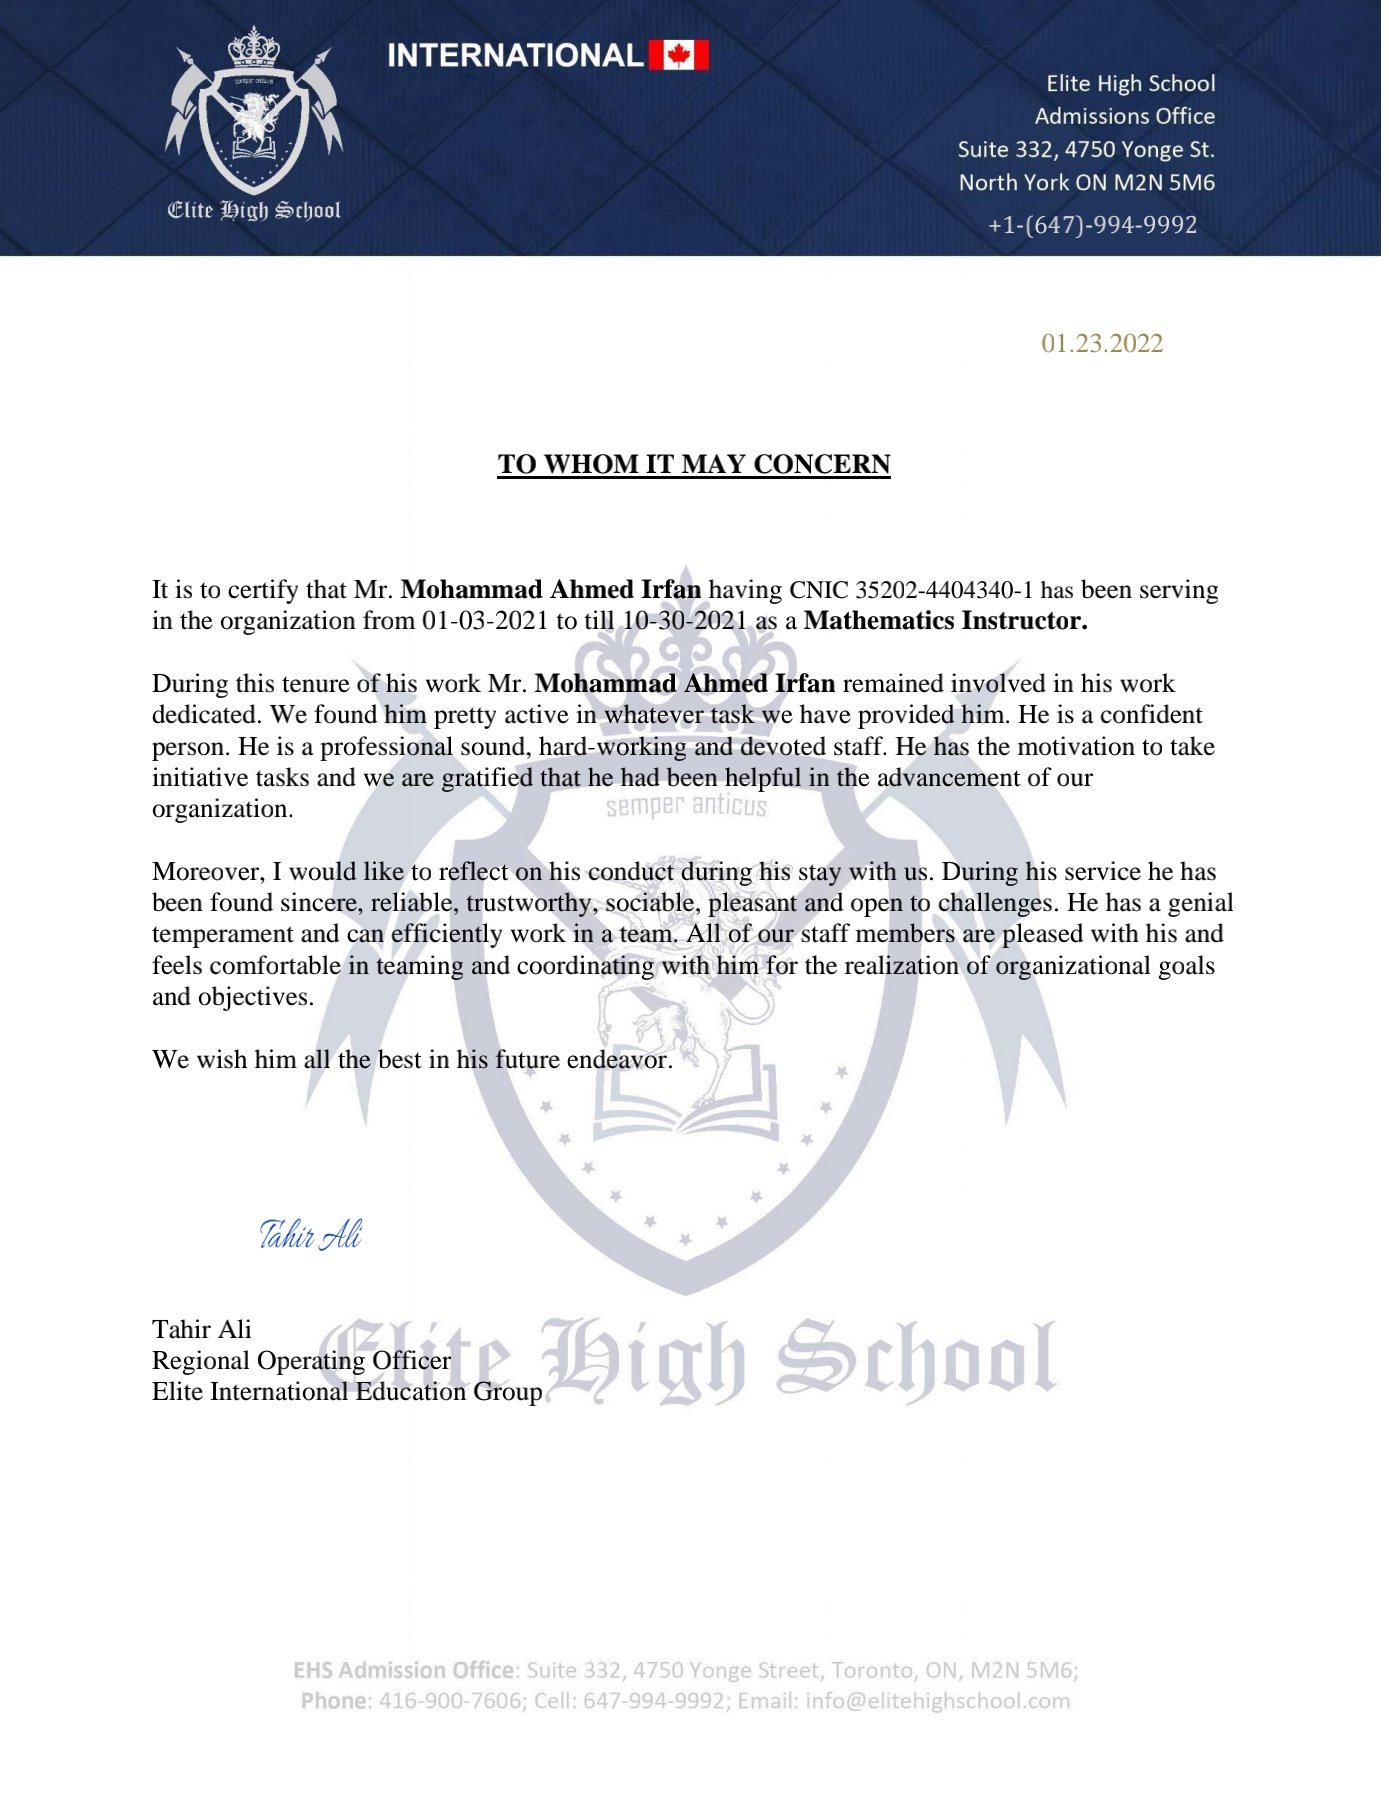 semper anticus
Elite High School
INTERNATIONAL
Elite High School
Admissions Office
Suite 332, 4750 Yonge St.
North York ON M2N 5M6
+1-(647)-994-9992
01.23.2022
TO WHOM IT MAY CONCERN
It is to certify that Mr. Mohammad Ahmed Irfan having CNIC 35202-4404340-1 has been serving
in the organization from 01-03-2021 to till 10-30-2021 as a Mathematics Instructor.
During this tenure of his work Mr. Mohammad Ahmed Irfan remained involved in his work
dedicated. We found him pretty active in whatever task we have provided him. He is a confident
person. He is a professional sound, hard-working and devoted staff. He has the motivation to take
initiative tasks and we are gratified that he had been helpful in the advancement of our
organization.
semper anticus
Moreover, I would like to reflect on his conduct during his stay with us. During his service he has
been found sincere, reliable, trustworthy, sociable, pleasant and open to challenges. He has a genial
temperament and can efficiently work in a team. All of our staff members are pleased with his and
feels comfortable in teaming and coordinating with him for the realization of organizational goals
and objectives.
We wish him all the best in his future endeavor.
Tahir Ali
Tahir Ali
Regional Operating Officer
Elite International Education Group
Elite High School
EHS Admission Office: Suite 332, 4750 Yonge Street, Toronto, ON, M2N 5M6;
Phone: 416-900-7606; Cell: 647-994-9992; Email: info@elitehighschool.com